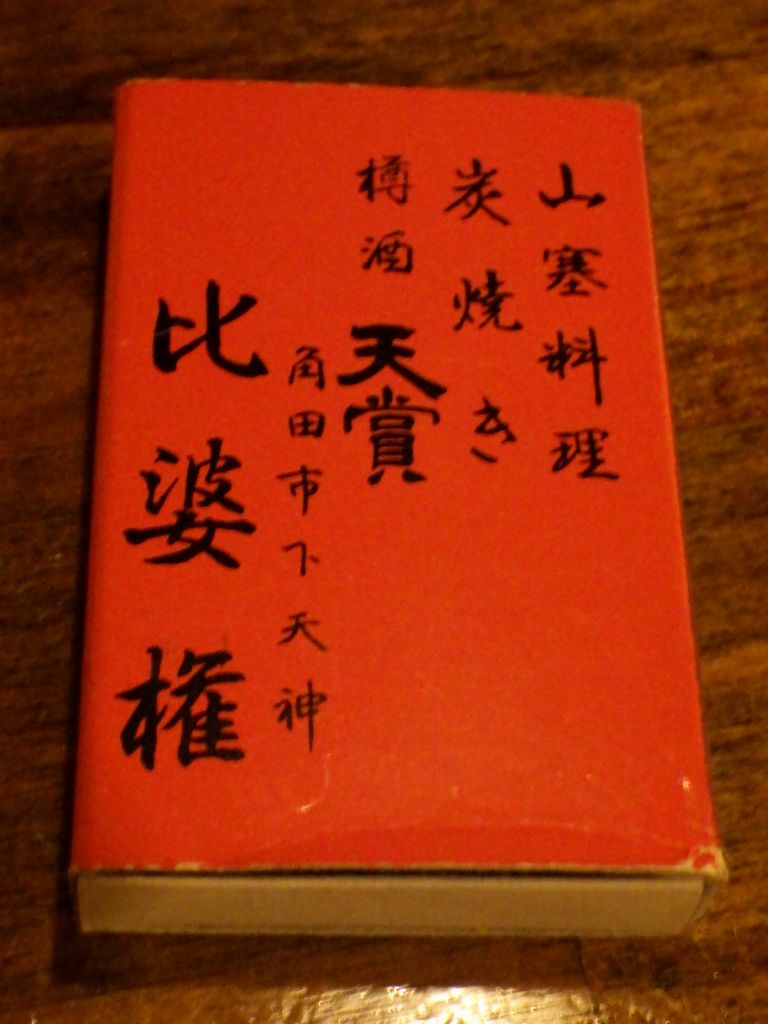 山塞料理
炭焼き
樽酒 天賞
角田市下天神
比婆権